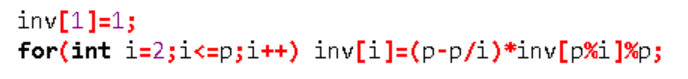 inv[1]=1;
for(int i=2;i<=p;i++) inv[i]=(p-p/i)*inv[p%i]%p;